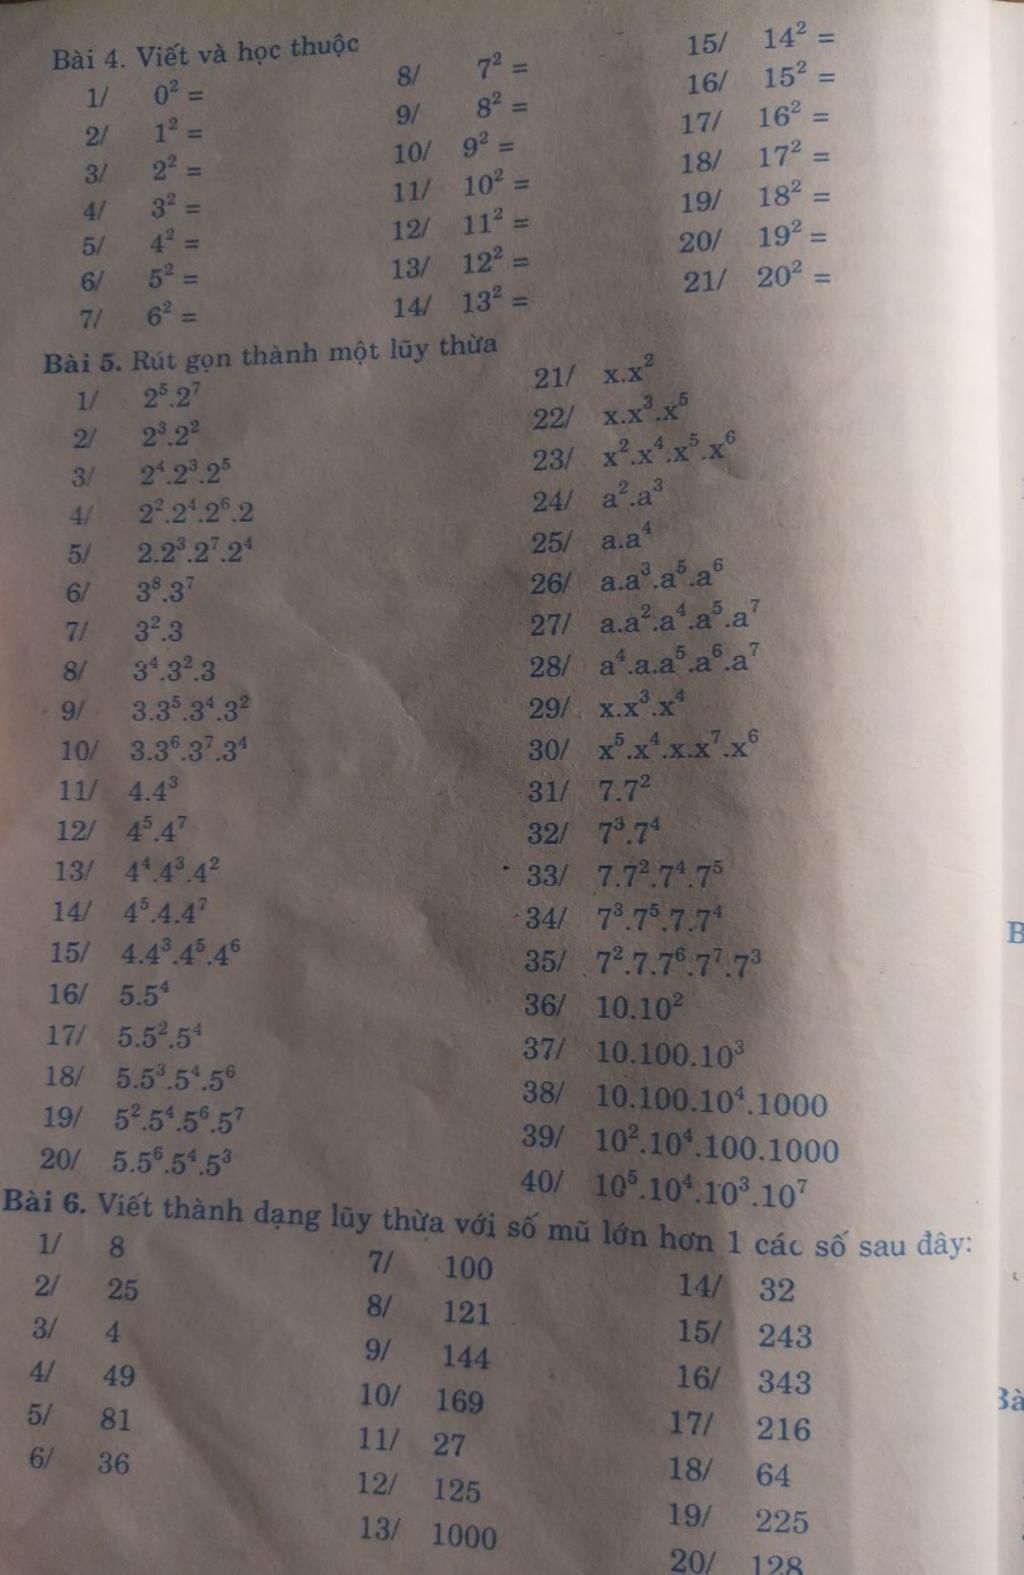 Bài 4. Viết và học thuộc
1/ 0² =
2/ 1² =
3/ 2² =
4/ 3² =
5/ 4² =
6/ 5² =
7/ 6² =
8/ 7² =
9/ 8² =
10/ 9² =
11/ 10² =
12/ 11² =
13/ 12² =
14/ 13² =
15/ 14² =
16/ 15² =
17/ 16² =
18/ 17² =
19/ 18² =
20/ 19² =
21/ 20² =
Bài 5. Rút gọn thành một lũy thừa
1/ 2⁵.2⁷
2/ 2³.2²
3/ 2⁴.2³.2⁵
4/ 2².2⁴.2⁶.2
5/ 2.2³.2⁷.2⁴
6/ 3⁸.3⁷
7/ 3².3
8/ 3⁴.3².3
9/ 3.3⁵.3⁴.3²
10/ 3.3⁶.3⁷.3⁴
11/ 4.4³
12/ 4⁵.4⁷
13/ 4⁴.4³.4²
14/ 4⁵.4.4⁷
15/ 4.4³.4⁵.4⁶
16/ 5.5⁴
17/ 5.5².5⁴
18/ 5.5³.5⁴.5⁶
19/ 5².5⁴.5⁶.5⁷
20/ 5.5⁶.5⁴.5³
21/ x.x²
22/ x.x³.x⁵
23/ x².x⁴.x⁵.x⁶
24/ a².a³
25/ a.a⁴
26/ a.a³.a⁵.a⁶
27/ a.a².a⁴.a⁵.a⁷
28/ a⁴.a.a⁵.a⁶.a⁷
29/ x.x³.x⁴
30/ x⁵.x⁴.x.x⁷.x⁶
31/ 7.7²
32/ 7³.7⁴
33/ 7.7².7⁴.7⁵
34/ 7³.7⁵.7.7⁴
35/ 7².7.7⁶.7⁷.7³
36/ 10.10²
37/ 10.100.10³
38/ 10.100.10⁴.1000
39/ 10².10⁴.100.1000
40/ 10⁵.10⁴.10³.10⁷
Bài 6. Viết thành dạng lũy thừa với số mũ lớn hơn 1 các số sau đây:
1/ 8
2/ 25
3/ 4
4/ 49
5/ 81
6/ 36
7/ 100
8/ 121
9/ 144
10/ 169
11/ 27
12/ 125
13/ 1000
14/ 32
15/ 243
16/ 343
17/ 216
18/ 64
19/ 225
20/ 128